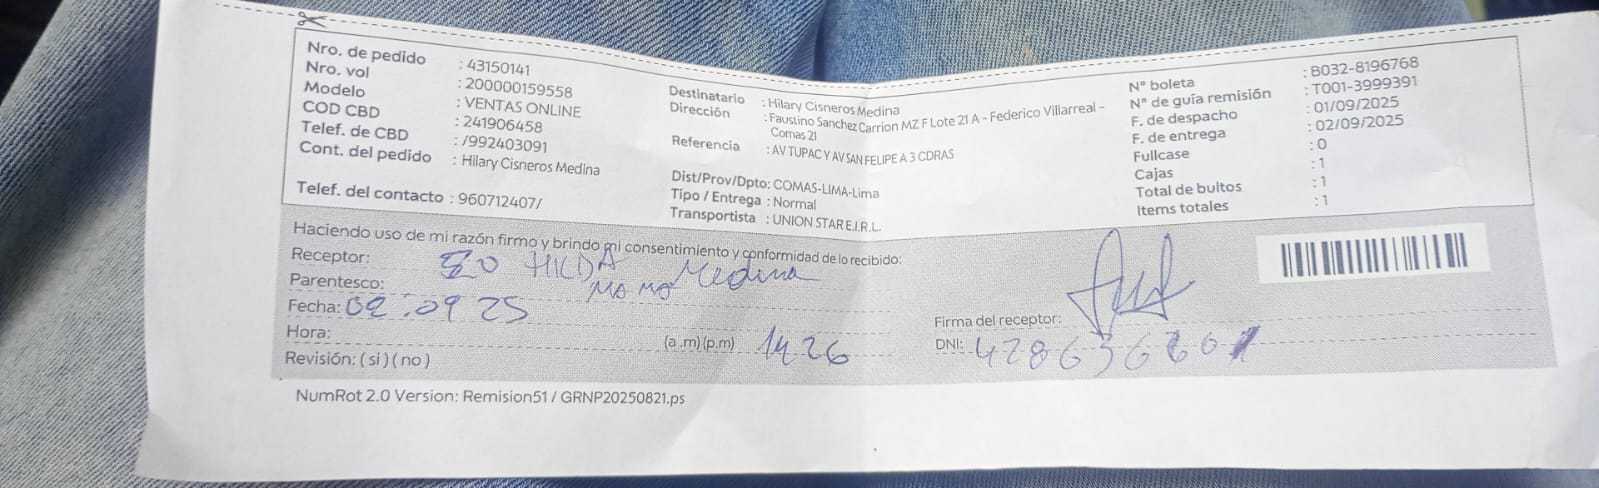 Nro. de pedido : 43150141
Nro. vol : 200000159558
Modelo : VENTAS ONLINE
COD CBD : 241906458
Telef. de CBD : /992403091
Cont. del pedido : Hilary Cisneros Medina
Telef. del contacto : 960712407/
Destinatario : Hilary Cisneros Medina
Dirección : Faustino Sanchez Carrion MZ F Lote 21 A - Federico Villarreal -
Comas 21
Referencia : AV TUPAC Y AV SAN FELIPE A 3 CDRAS
Dist/Prov/Dpto: COMAS-LIMA-Lima
Tipo / Entrega : Normal
Transportista : UNION STAR E.I.R.L.
N° boleta : B032-8196768
N° de guía remisión : T001-3999391
F. de despacho : 01/09/2025
F. de entrega : 02/09/2025
Fullcase : 0
Cajas : 1
Total de bultos : 1
Items totales : 1
Haciendo uso de mi razón firmo y brindo mi consentimiento y conformidad de lo recibido:
Receptor: HILDA Medina
Parentesco: MAMA
Fecha: 02.09 25
Hora: (a .m) (p.m) 14 26
Revisión: ( si ) ( no )
Firma del receptor:
DNI:
NumRot 2.0 Version: Remision51 / GRNP20250821.ps